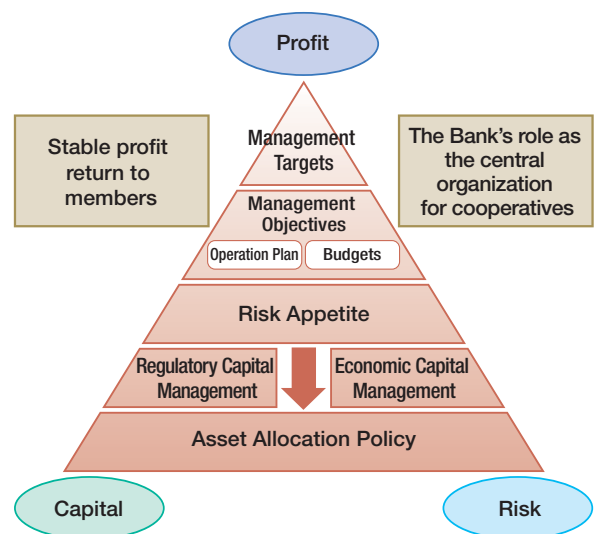 Profit
Stable profit
return to
members
Management
Targets
The Bank's role as
the central
organization
for cooperatives
Management
Objectives
Operation Plan
Budgets
Risk Appetite
Regulatory Capital
Management
Economic Capital
Management
Asset Allocation Policy
Capital
Risk